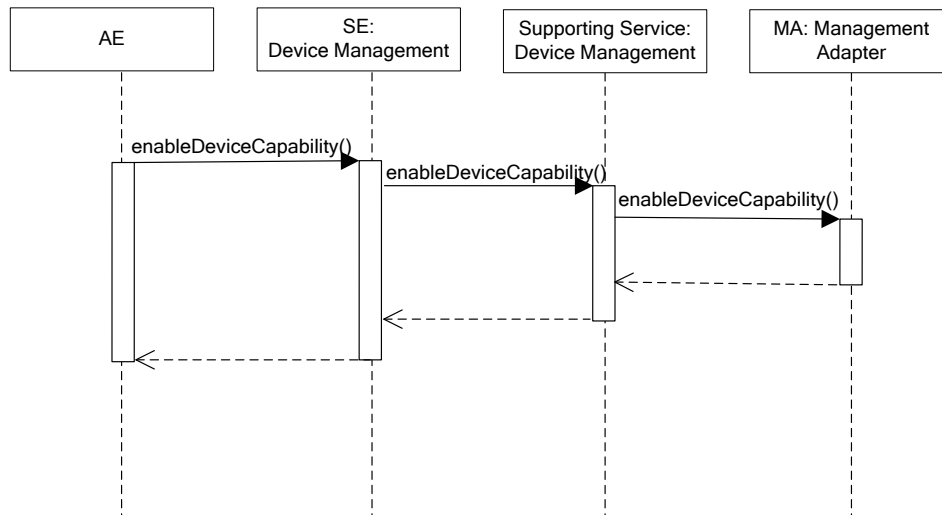 AE
SE:
Device Management
Supporting Service:
Device Management
MA: Management
Adapter
enableDeviceCapability()
enableDeviceCapability()
enableDeviceCapability()